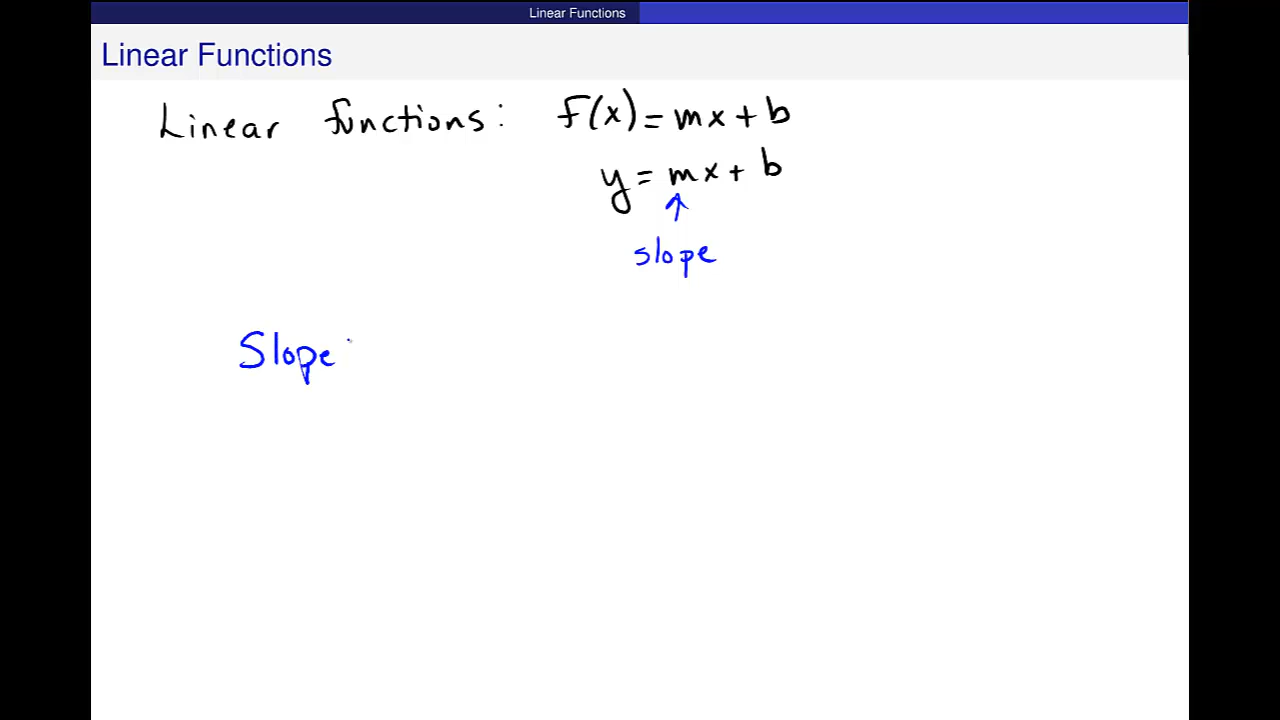 Linear Functions
Linear Functions
Linear functions: f(x) = mx + b
y = mx + b
slope
Slope